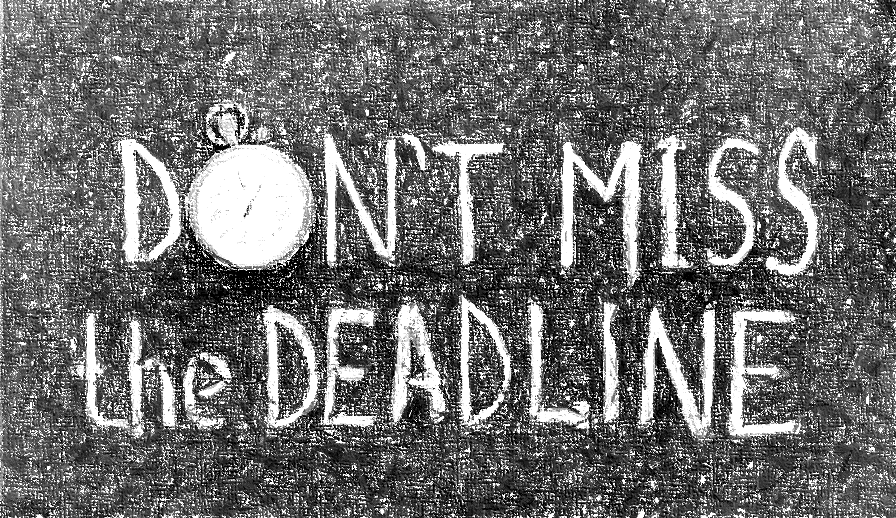 DON'T MISS
the DEADLINE